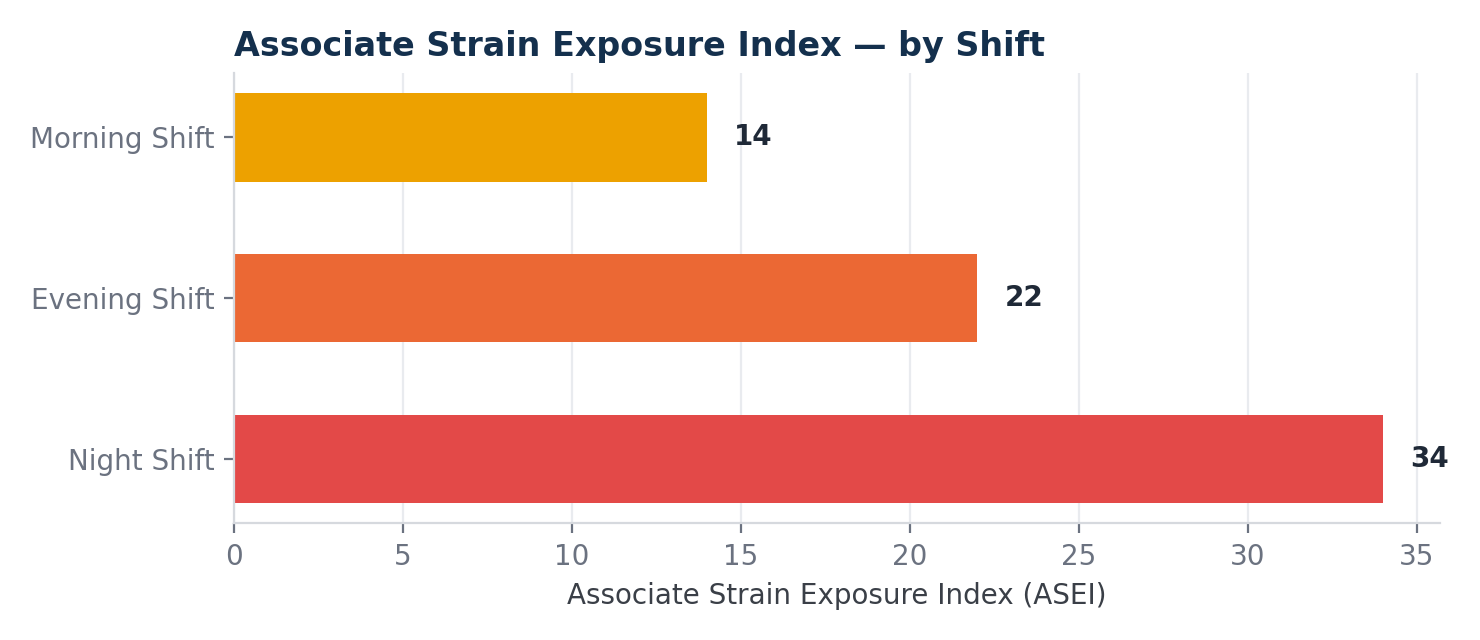 Associate Strain Exposure Index — by Shift
Morning Shift
14
Evening Shift
22
Night Shift
34
0 5 10 15 20 25 30 35
Associate Strain Exposure Index (ASEI)